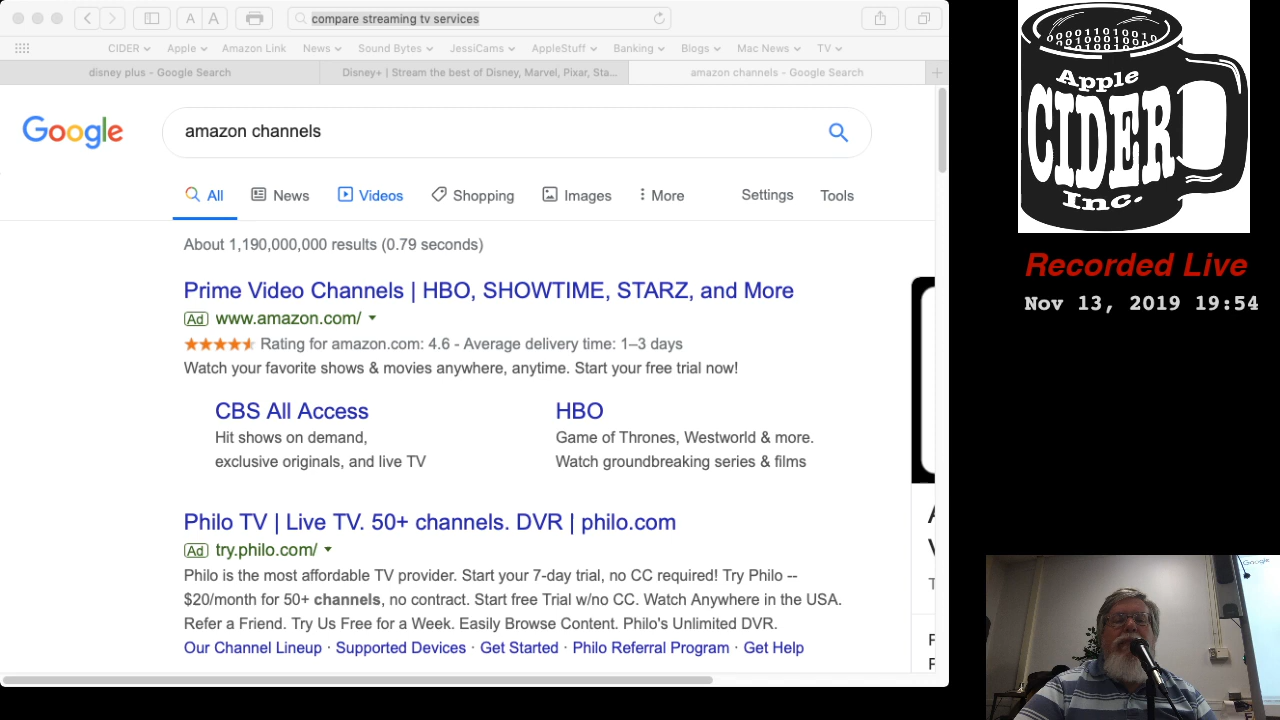 compare streaming tv services
CIDER Apple Amazon Link News Sound Bytes JessiCams AppleStuff Banking Blogs Mac News TV
disney plus - Google Search
Disney+ | Stream the best of Disney, Marvel, Pixar, Sta...
amazon channels - Google Search
Google
amazon channels
All News Videos Shopping Images More Settings Tools
About 1,190,000,000 results (0.79 seconds)
Prime Video Channels | HBO, SHOWTIME, STARZ, and More
Ad www.amazon.com/
Rating for amazon.com: 4.6 - Average delivery time: 1–3 days
Watch your favorite shows & movies anywhere, anytime. Start your free trial now!
CBS All Access
Hit shows on demand,
exclusive originals, and live TV
HBO
Game of Thrones, Westworld & more.
Watch groundbreaking series & films
Philo TV | Live TV. 50+ channels. DVR | philo.com
Ad try.philo.com/
Philo is the most affordable TV provider. Start your 7-day trial, no CC required! Try Philo --
$20/month for 50+ channels, no contract. Start free Trial w/no CC. Watch Anywhere in the USA.
Refer a Friend. Try Us Free for a Week. Easily Browse Content. Philo's Unlimited DVR.
Our Channel Lineup · Supported Devices · Get Started · Philo Referral Program · Get Help
Apple
CIDER
Inc.
Recorded Live
Nov 13, 2019 19:54